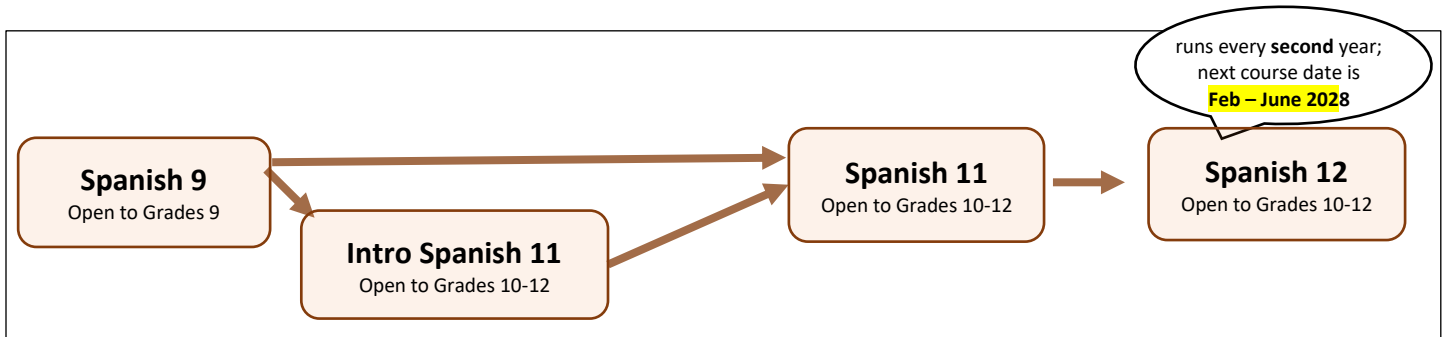 runs every second year;
next course date is
Feb – June 2028
Spanish 9
Open to Grades 9
Intro Spanish 11
Open to Grades 10-12
Spanish 11
Open to Grades 10-12
Spanish 12
Open to Grades 10-12